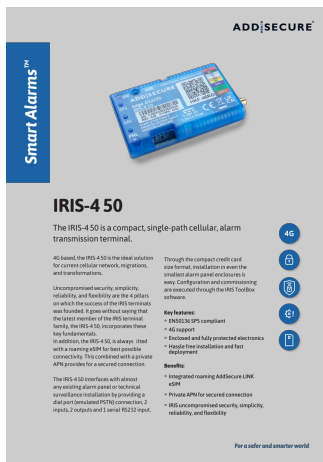 ADD SECURE®
Smart Alarms™
IRIS-4 50
The IRIS-4 50 is a compact, single-path cellular, alarm
transmission terminal.
4G based, the IRIS-4 50 is the ideal solution
for current cellular network, migrations,
and transformations.
Uncompromised security, simplicity,
reliability, and flexibility are the 4 pillars
on which the success of the IRIS terminals
was founded. It goes without saying that
the latest member of the IRIS terminal
family, the IRIS-4 50, incorporates these
key fundamentals.
In addition, the IRIS-4 50, is always itted
with a roaming eSIM for best possible
connectivity. This combined with a private
APN provides for a secured connection.
The IRIS-4 50 interfaces with almost
any existing alarm panel or technical
surveillance installation by providing a
dial port (emulated PSTN) connection, 2
inputs, 2 outputs and 1 serial RS232 input.
Through the compact credit card
size format, installation in even the
smallest alarm panel enclosures is
easy. Configuration and commissioning
are executed through the IRIS ToolBox
software.
Key features:
EN50136 SP5 compliant
4G support
Enclosed and fully protected electronics
Hassle free installation and fast
deployment
Benefits:
Integrated roaming AddSecure LINK
eSIM
Private APN for secured connection
IRIS uncompromised security, simplicity,
reliability, and flexibility
4G
For a safer and smarter world